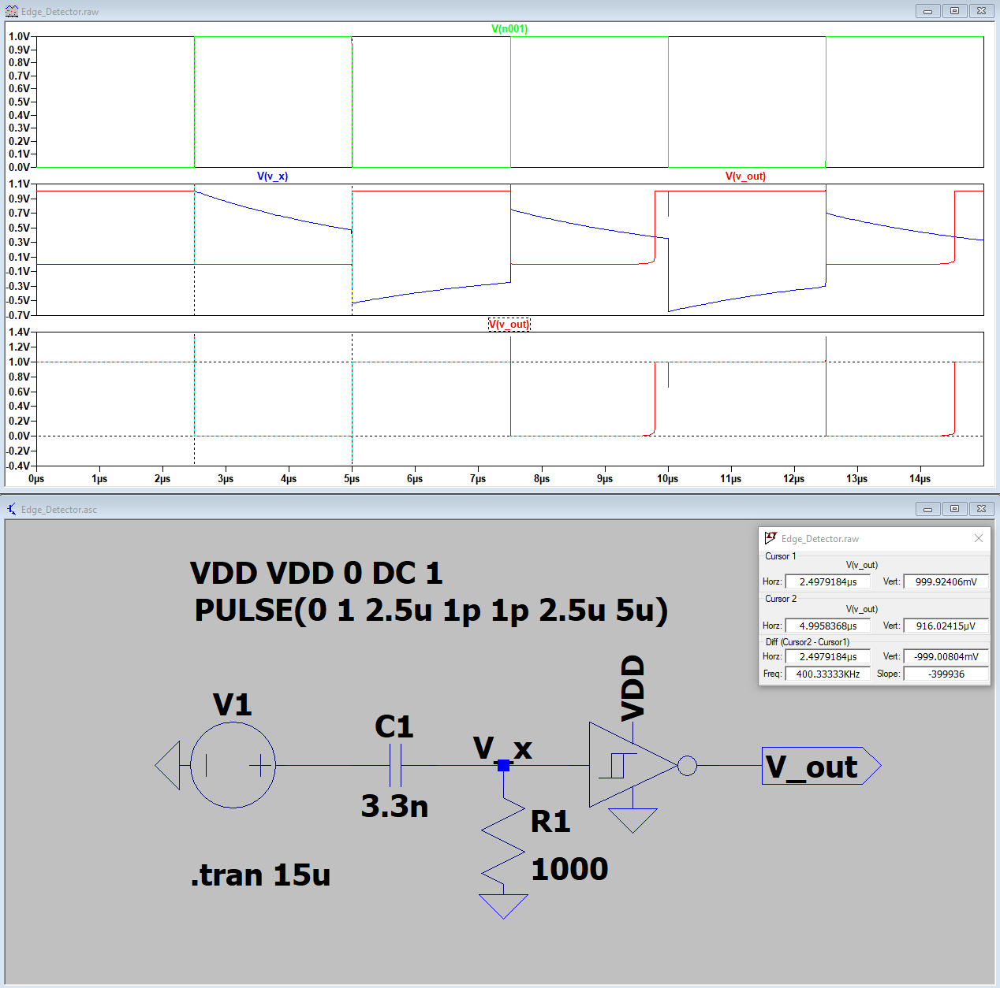 Edge_Detector.raw
V(n001)
1.0V
0.9V
0.8V
0.7V
0.6V
0.5V
0.4V
0.3V
0.2V
0.1V
0.0V
V(v_x) V(v_out)
1.1V
0.9V
0.7V
0.5V
0.3V
0.1V
-0.1V
-0.3V
-0.5V
-0.7V
V(v_out)
1.4V
1.2V
1.0V
0.8V
0.6V
0.4V
0.2V
0.0V
-0.2V
-0.4V
0µs 1µs 2µs 3µs 4µs 5µs 6µs 7µs 8µs 9µs 10µs 11µs 12µs 13µs 14µs
Edge_Detector.asc
VDD VDD 0 DC 1
PULSE(0 1 2.5u 1p 1p 2.5u 5u)
Edge_Detector.raw
Cursor 1
V(v_out)
Horz: 2.4979184µs Vert: 999.92406mV
Cursor 2
V(v_out)
Horz: 4.9958368µs Vert: 916.02415µV
Diff (Cursor2 - Cursor1)
Horz: 2.4979184µs Vert: -999.00804mV
Freq: 400.33333KHz Slope: -399936
VDD
V1
C1
V_x
V_out
3.3n
R1
1000
.tran 15u